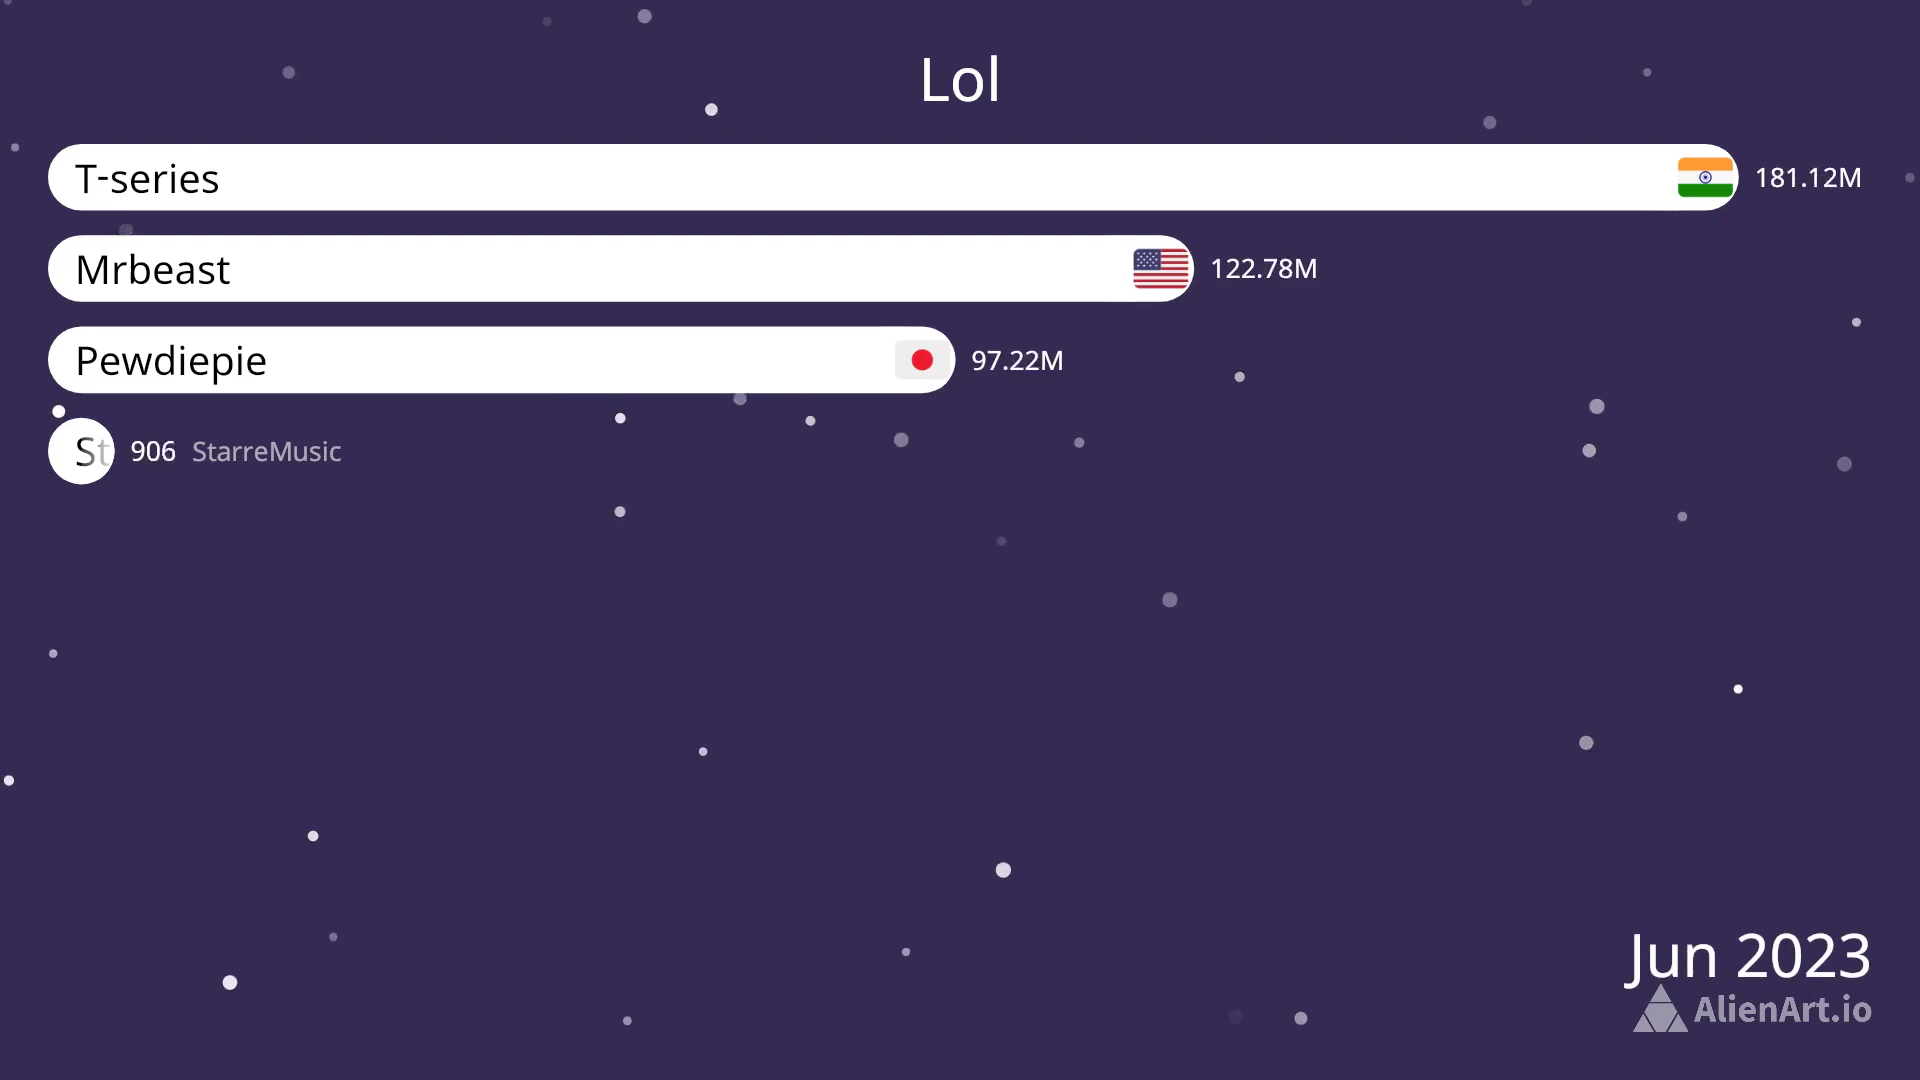 Lol
T-series 181.12M
Mrbeast 122.78M
Pewdiepie 97.22M
St 906 StarreMusic
Jun 2023
AlienArt.io